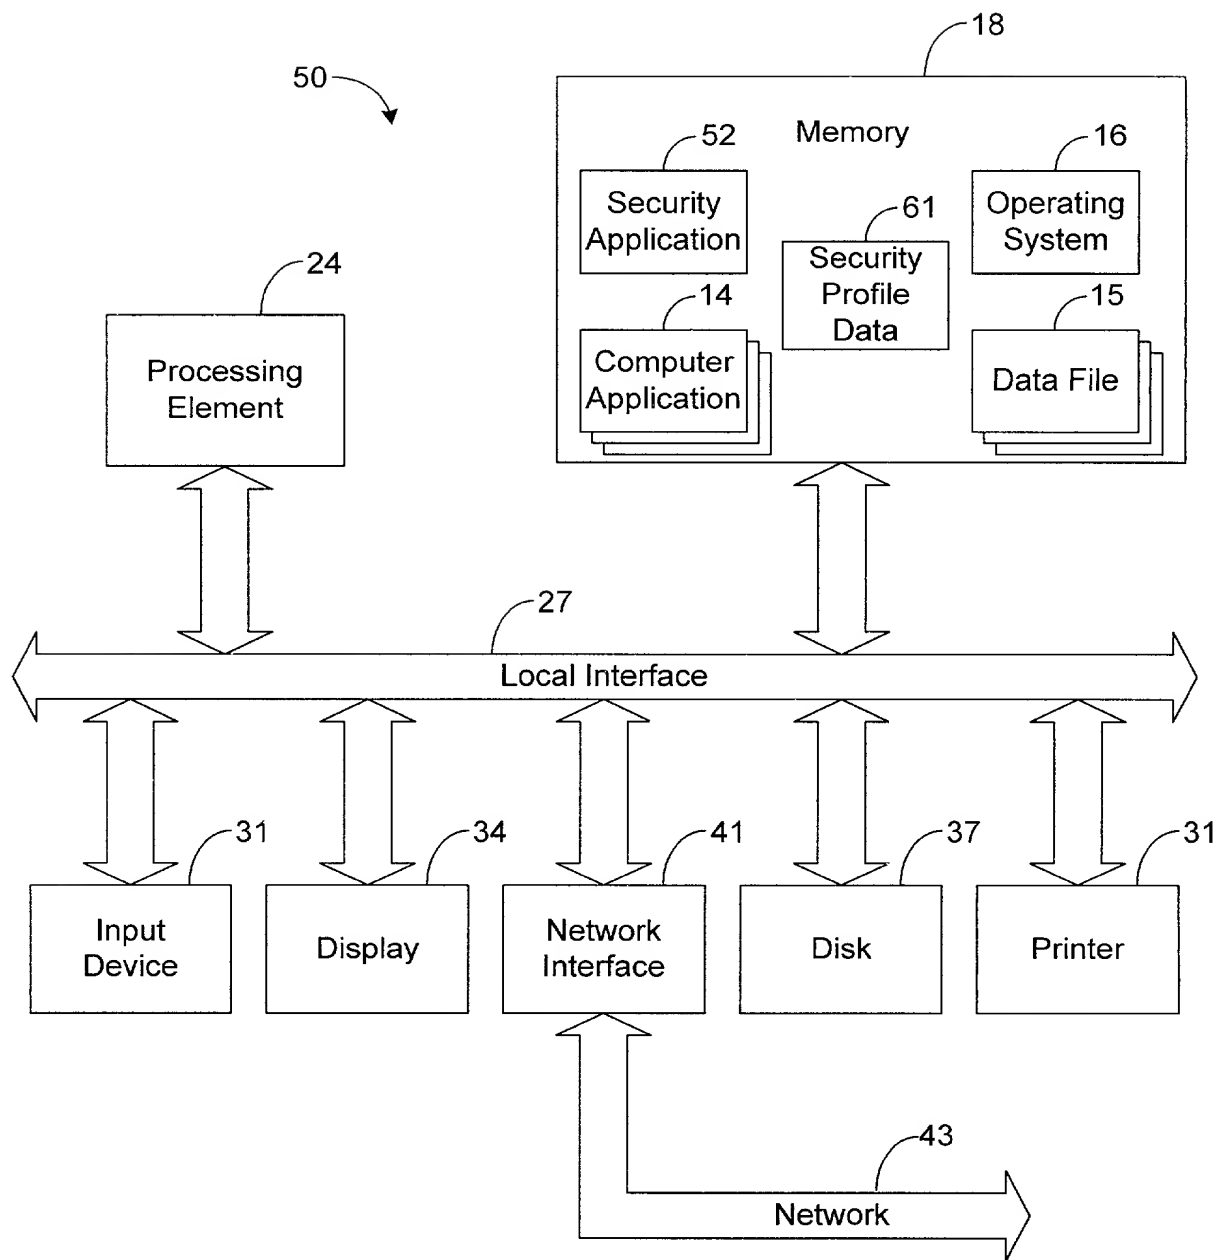 18
50
Memory
52
16
Security
Application
61
Operating
System
Security
Profile
Data
24
14
15
Processing
Element
Computer
Application
Data File
27
Local Interface
31
34
41
37
31
Input
Device
Display
Network
Interface
Disk
Printer
43
Network